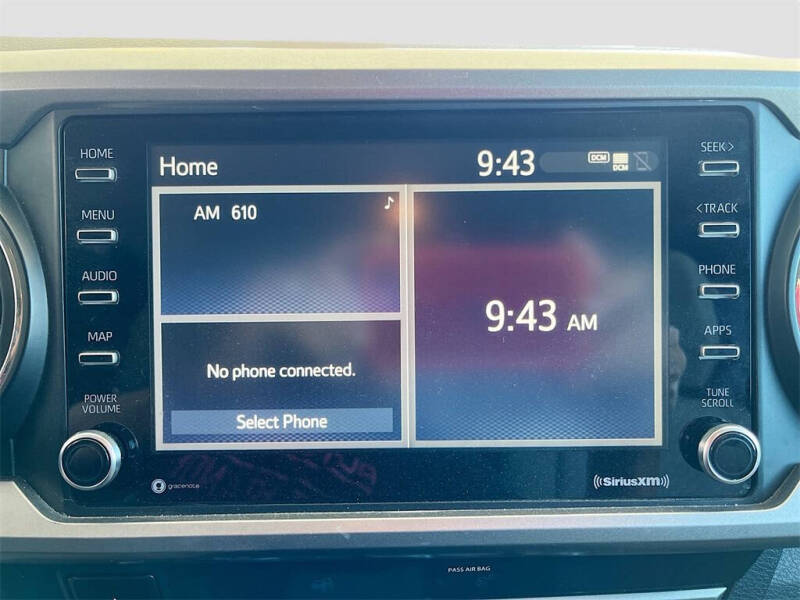 HOME
MENU
AUDIO
MAP
POWER
VOLUME
Home
9:43
DCM
DCM
AM 610
No phone connected.
Select Phone
9:43 AM
SEEK>
<TRACK
PHONE
APPS
TUNE
SCROLL
gracenote
((SiriusXM))
PASS AIR BAG